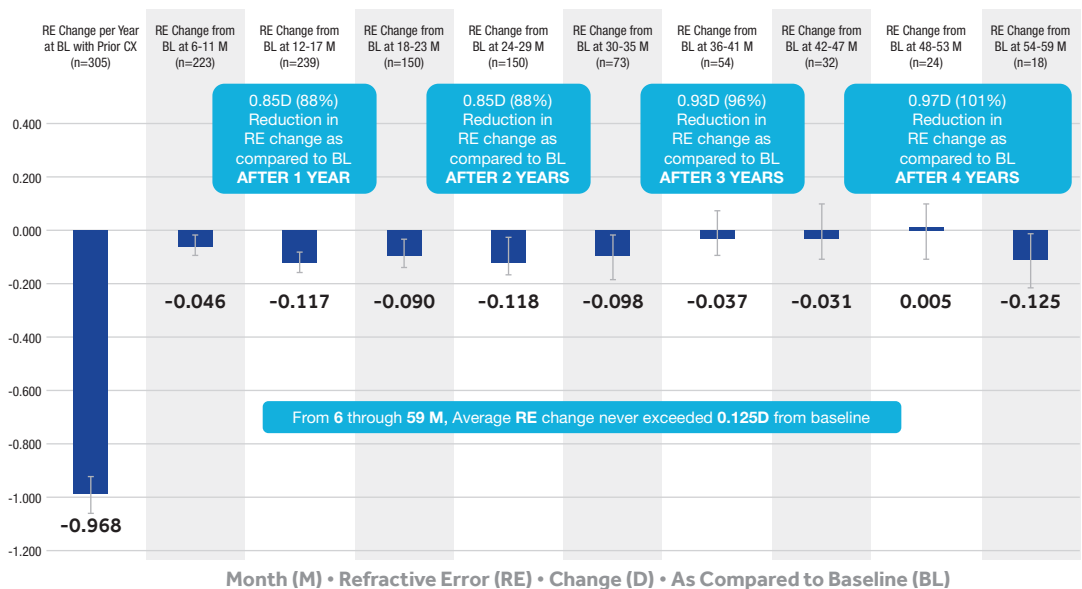 RE Change per Year
at BL with Prior CX
(n=305)
RE Change from
BL at 6-11 M
(n=223)
RE Change from
BL at 12-17 M
(n=239)
RE Change from
BL at 18-23 M
(n=150)
RE Change from
BL at 24-29 M
(n=150)
RE Change from
BL at 30-35 M
(n=73)
RE Change from
BL at 36-41 M
(n=54)
RE Change from
BL at 42-47 M
(n=32)
RE Change from
BL at 48-53 M
(n=24)
RE Change from
BL at 54-59 M
(n=18)
0.85D (88%)
Reduction in
RE change as
compared to BL
AFTER 1 YEAR
0.85D (88%)
Reduction in
RE change as
compared to BL
AFTER 2 YEARS
0.93D (96%)
Reduction in
RE change as
compared to BL
AFTER 3 YEARS
0.97D (101%)
Reduction in
RE change as
compared to BL
AFTER 4 YEARS
0.400
0.200
0.000
-0.200
-0.400
-0.600
-0.800
-1.000
-1.200
-0.968
-0.046
-0.117
-0.090
-0.118
-0.098
-0.037
-0.031
0.005
-0.125
From 6 through 59 M, Average RE change never exceeded 0.125D from baseline
Month (M) • Refractive Error (RE) • Change (D) • As Compared to Baseline (BL)